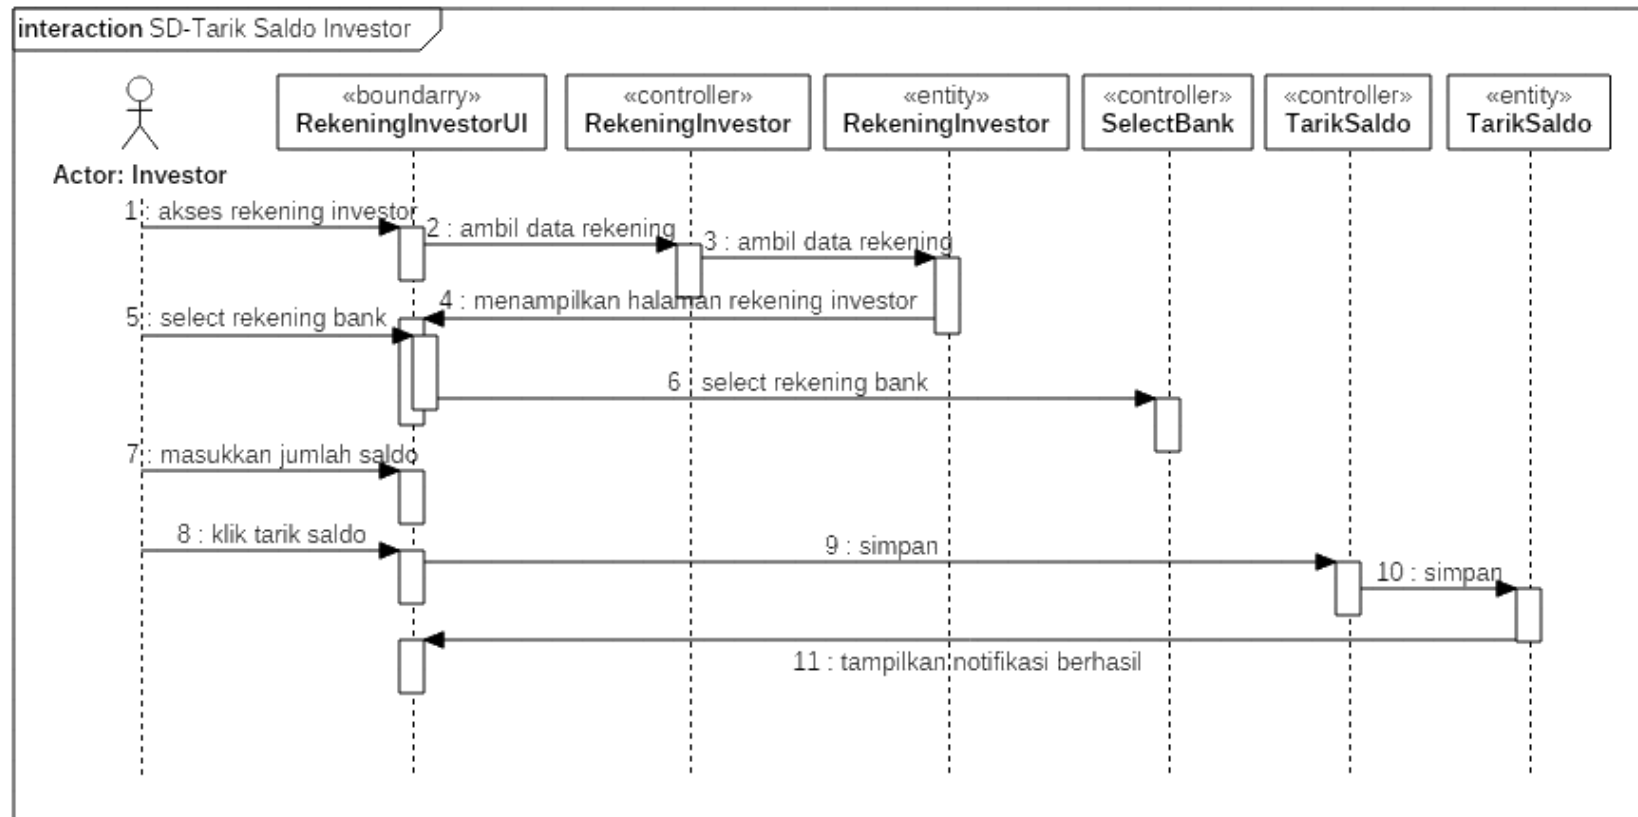 interaction SD-Tarik Saldo Investor
«boundarry»
RekeningInvestorUI
«controller»
RekeningInvestor
«entity»
RekeningInvestor
«controller»
SelectBank
«controller»
TarikSaldo
«entity»
TarikSaldo
Actor: Investor
1 : akses rekening investor
2 : ambil data rekening
3 : ambil data rekening
4 : menampilkan halaman rekening investor
5 : select rekening bank
6 : select rekening bank
7 : masukkan jumlah saldo
8 : klik tarik saldo
9 : simpan
10 : simpan
11 : tampilkan notifikasi berhasil